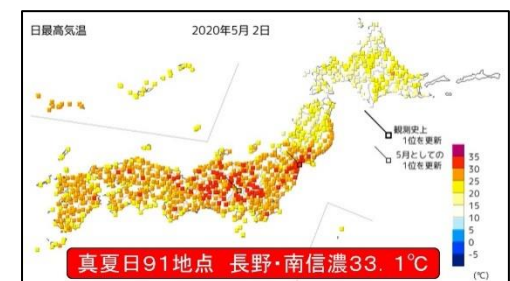 日最高気温
2020年5月 2日
観測史上
1位を更新
5月としての
1位を更新
35
30
25
20
15
10
5
0
-5
(℃)
真夏日91地点 長野・南信濃33. 1℃